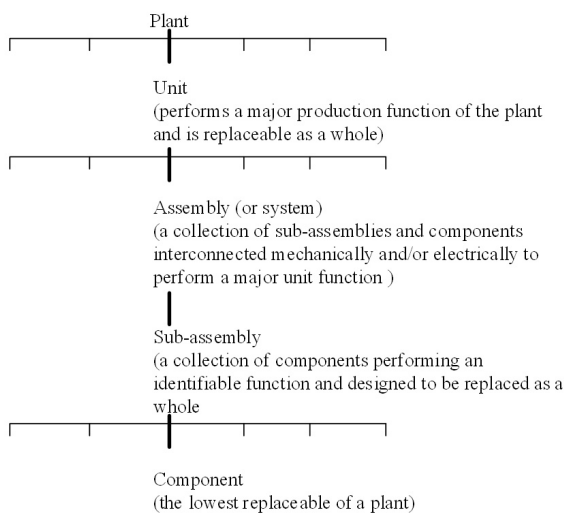 Plant
Unit
(performs a major production function of the plant
and is replaceable as a whole)
Assembly (or system)
(a collection of sub-assemblies and components
interconnected mechanically and/or electrically to
perform a major unit function )
Sub-assembly
(a collection of components performing an
identifiable function and designed to be replaced as a
whole
Component
(the lowest replaceable of a plant)